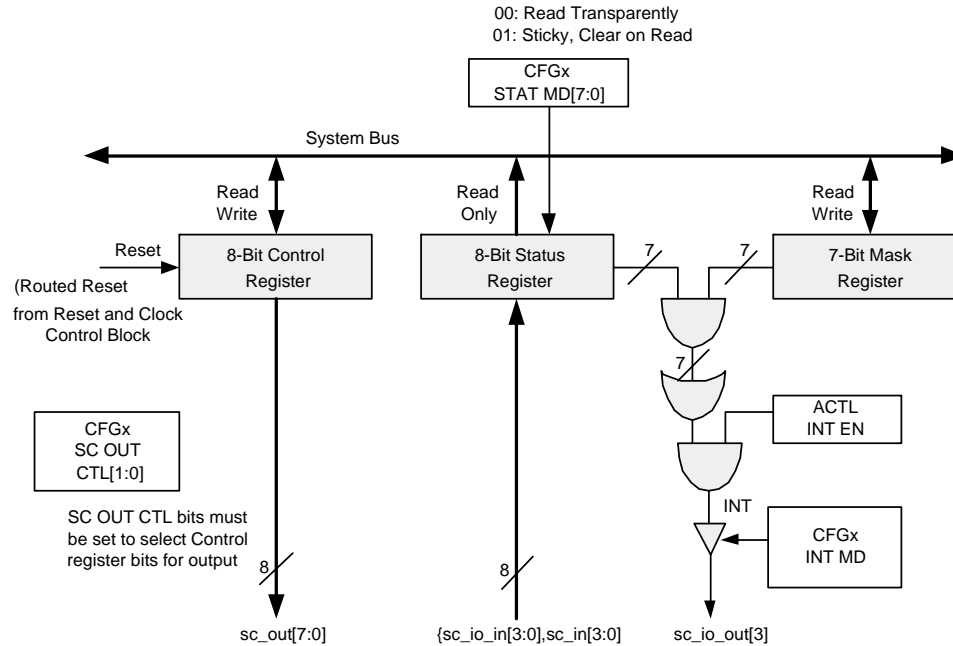 00: Read Transparently
01: Sticky, Clear on Read
CFGx
STAT MD[7:0]
System Bus
Read
Write
Read
Only
Read
Write
Reset
(Routed Reset
from Reset and Clock
Control Block
8-Bit Control
Register
8-Bit Status
Register
7
7
7-Bit Mask
Register
7
CFGx
SC OUT
CTL[1:0]
ACTL
INT EN
SC OUT CTL bits must
be set to select Control
register bits for output
INT
CFGx
INT MD
8
8
sc_out[7:0]
{sc_io_in[3:0],sc_in[3:0]
sc_io_out[3]